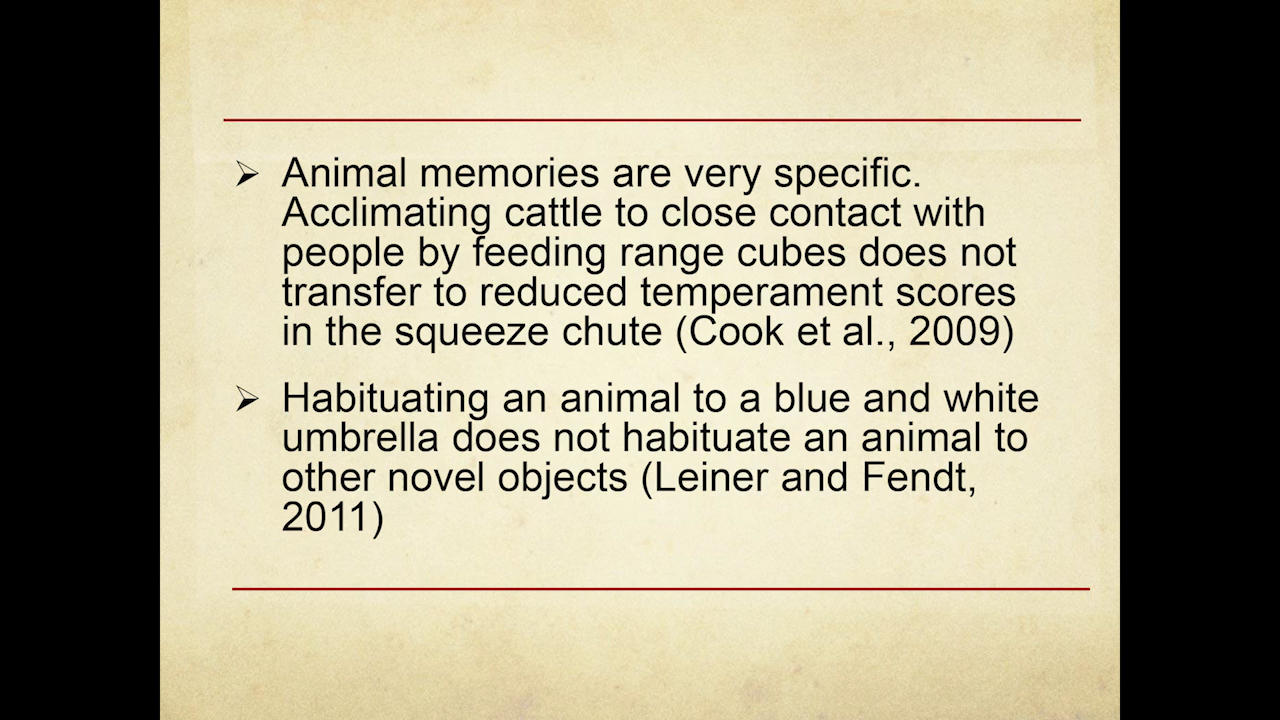 ➢ Animal memories are very specific.
Acclimating cattle to close contact with
people by feeding range cubes does not
transfer to reduced temperament scores
in the squeeze chute (Cook et al., 2009)
➢ Habituating an animal to a blue and white
umbrella does not habituate an animal to
other novel objects (Leiner and Fendt,
2011)